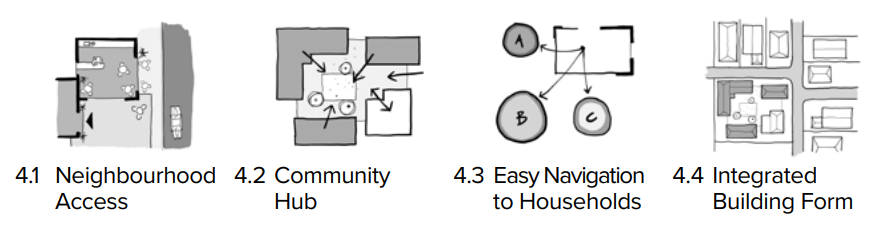 A
B
C
4.1 Neighbourhood
Access
4.2 Community
Hub
4.3 Easy Navigation
to Households
4.4 Integrated
Building Form